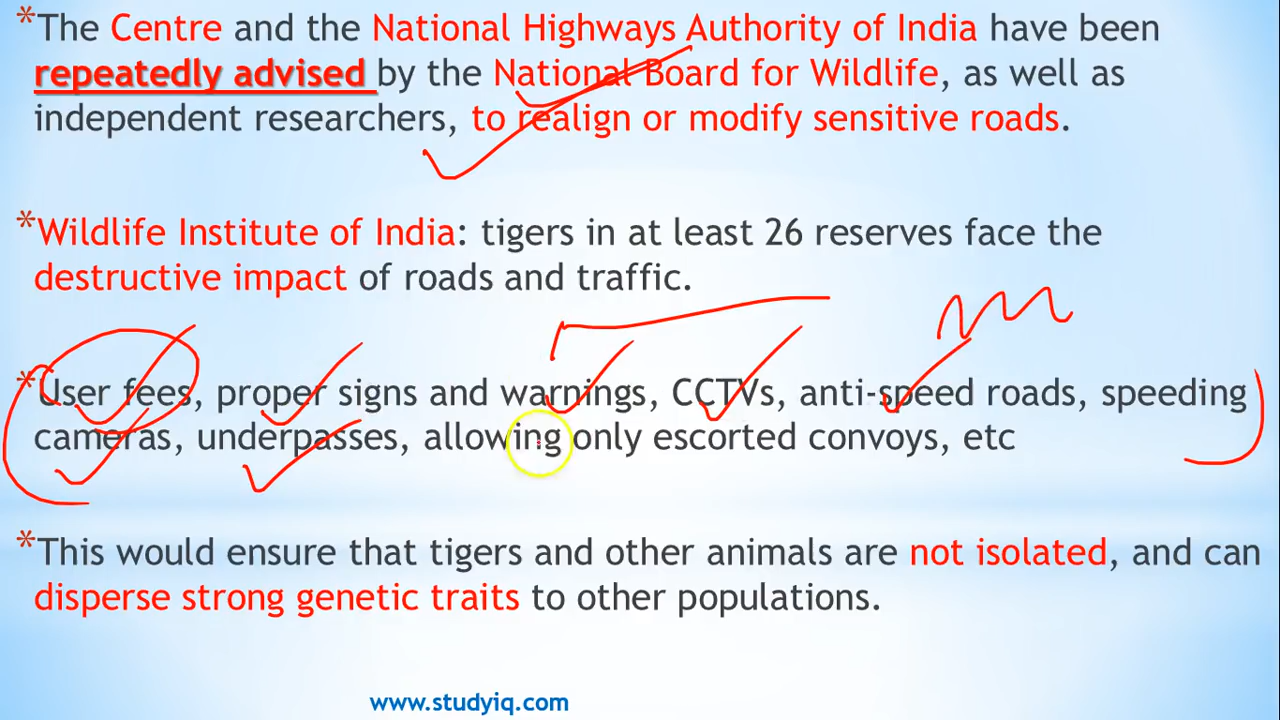 *The Centre and the National Highways Authority of India have been
repeatedly advised by the National Board for Wildlife, as well as
independent researchers, to realign or modify sensitive roads.
*Wildlife Institute of India: tigers in at least 26 reserves face the
destructive impact of roads and traffic.
*User fees, proper signs and warnings, CCTVs, anti-speed roads, speeding
cameras, underpasses, allowing only escorted convoys, etc
*This would ensure that tigers and other animals are not isolated, and can
disperse strong genetic traits to other populations.
www.studyiq.com